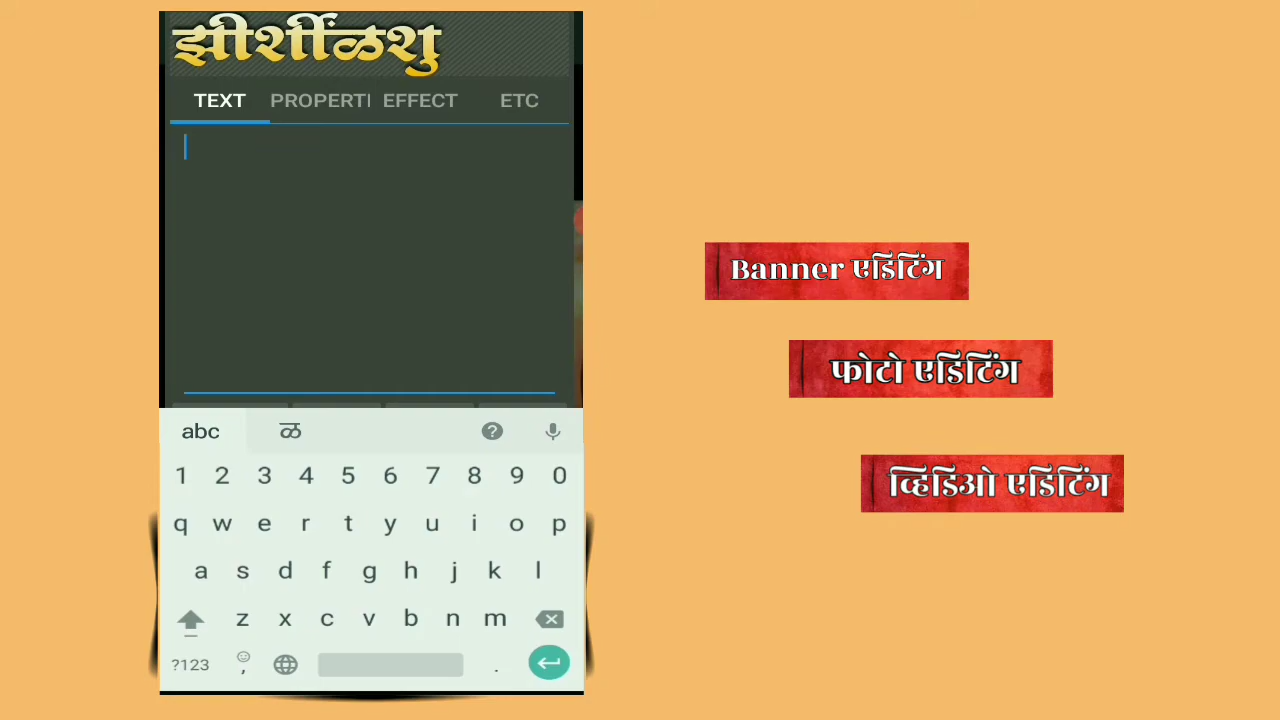 झीर्शींळशु
TEXT PROPERTI EFFECT ETC
abc ळ ?
1 2 3 4 5 6 7 8 9 0
q w e r t y u i o p
a s d f g h j k l
z x c v b n m
?123 , .
Banner एडिटिंग
फोटो एडिटिंग
व्हिडिओ एडिटिंग